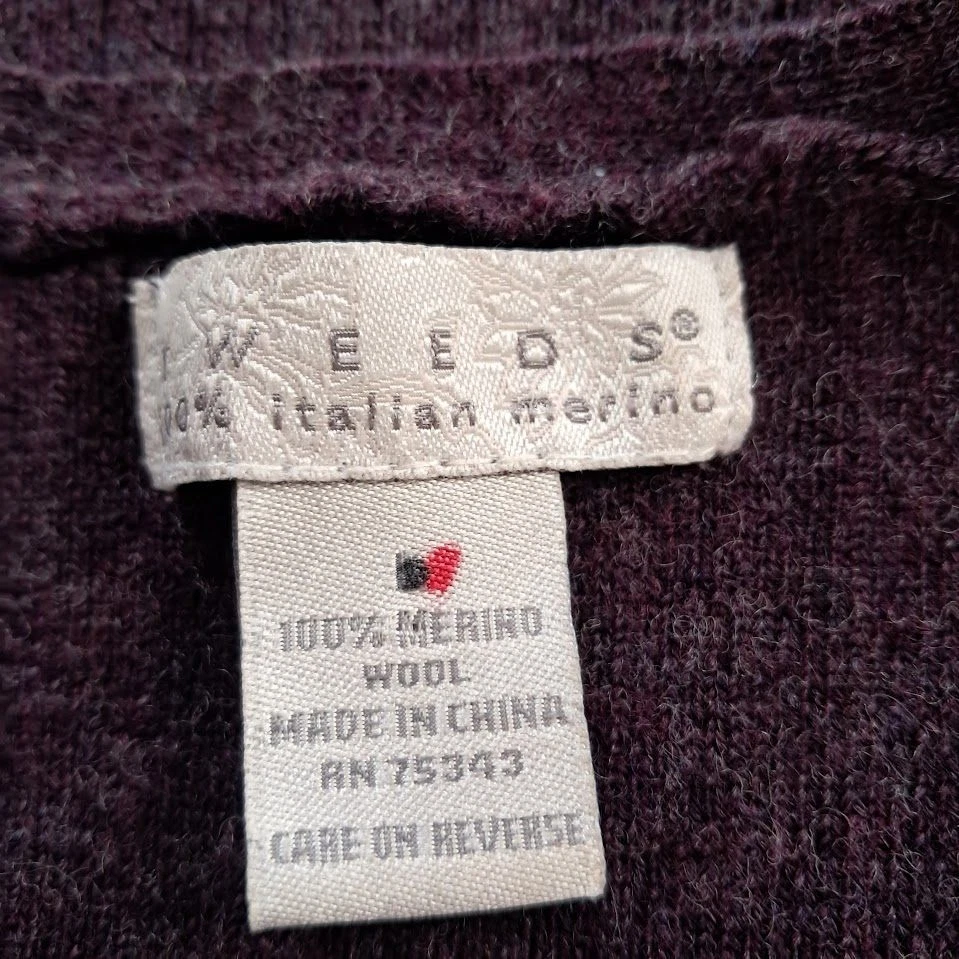 TWEEDS®
100% italian merino
100% MERINO
WOOL
MADE IN CHINA
RN 75343
CARE ON REVERSE